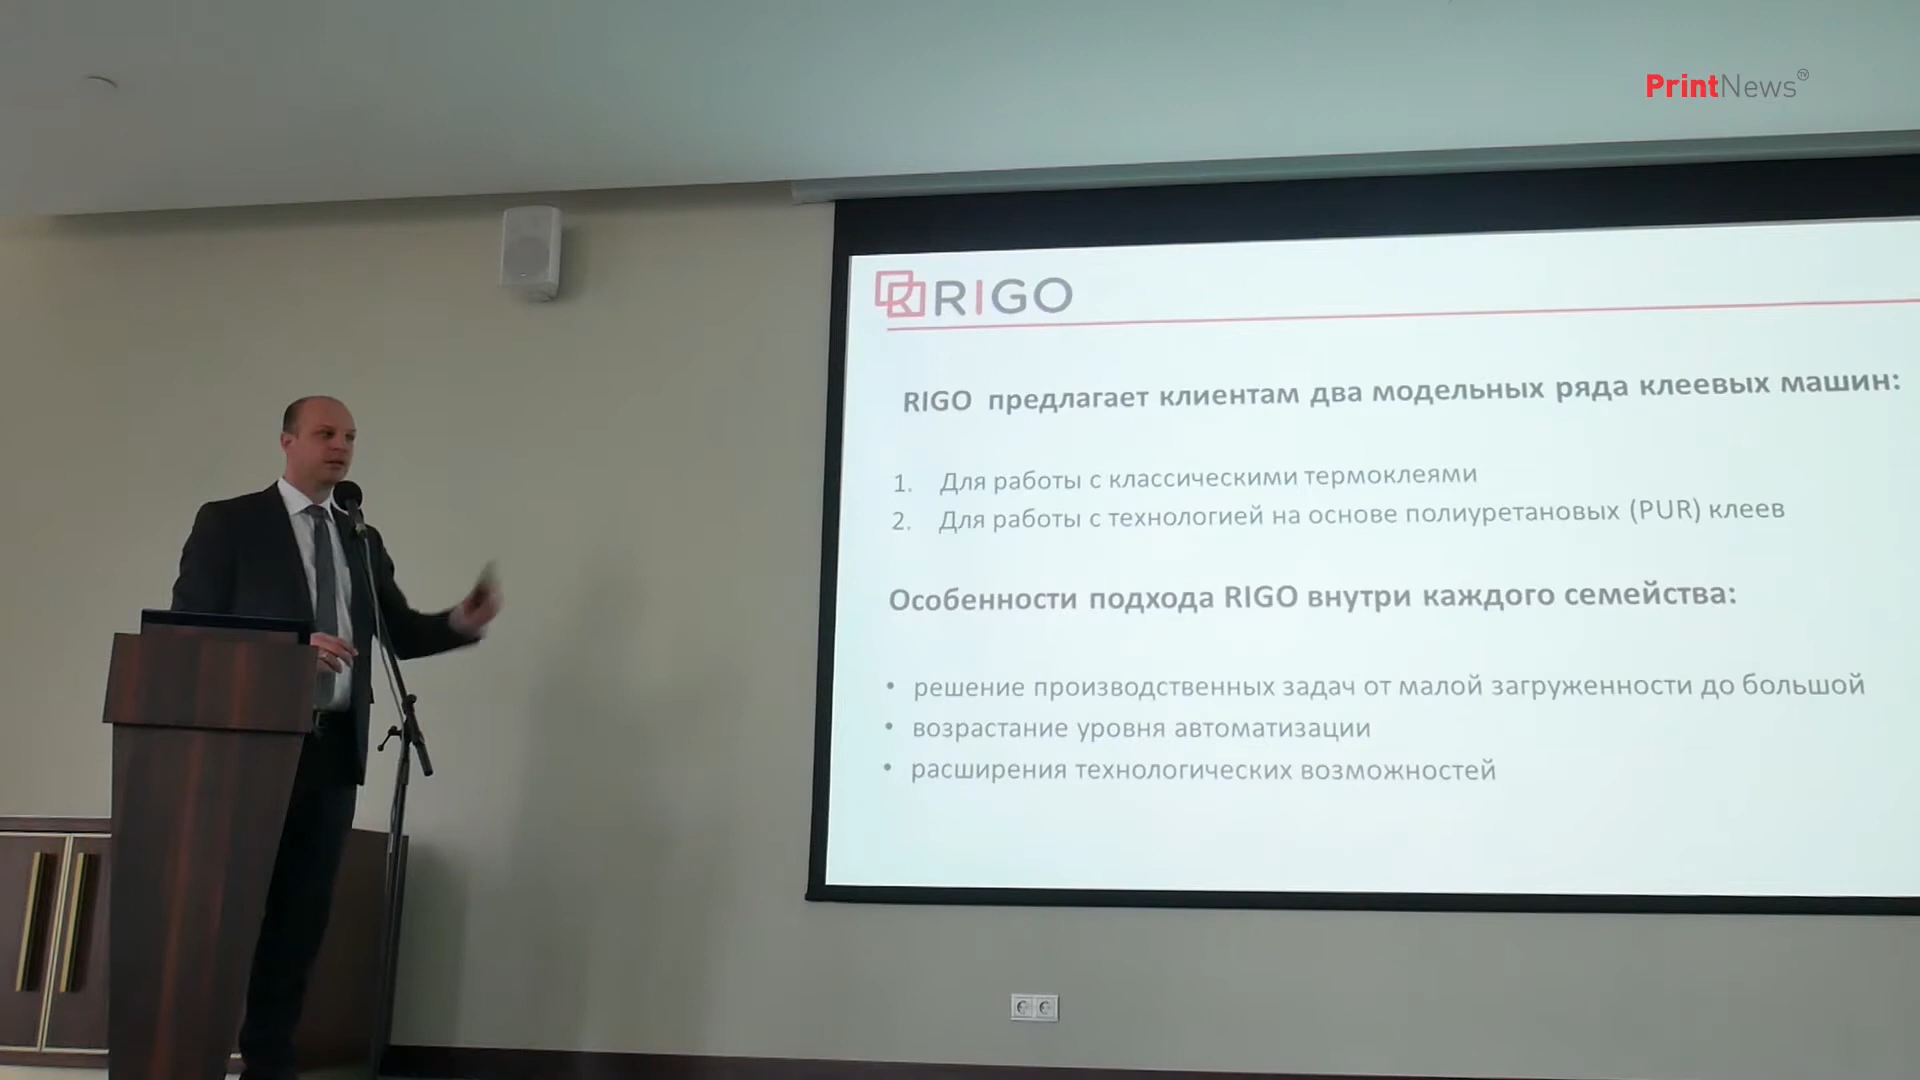 PrintNews TV
RIGO
RIGO предлагает клиентам два модельных ряда клеевых машин:
1. Для работы с классическими термоклеями
2. Для работы с технологией на основе полиуретановых (PUR) клеев
Особенности подхода RIGO внутри каждого семейства:
• решение производственных задач от малой загруженности до большой
• возрастание уровня автоматизации
• расширения технологических возможностей